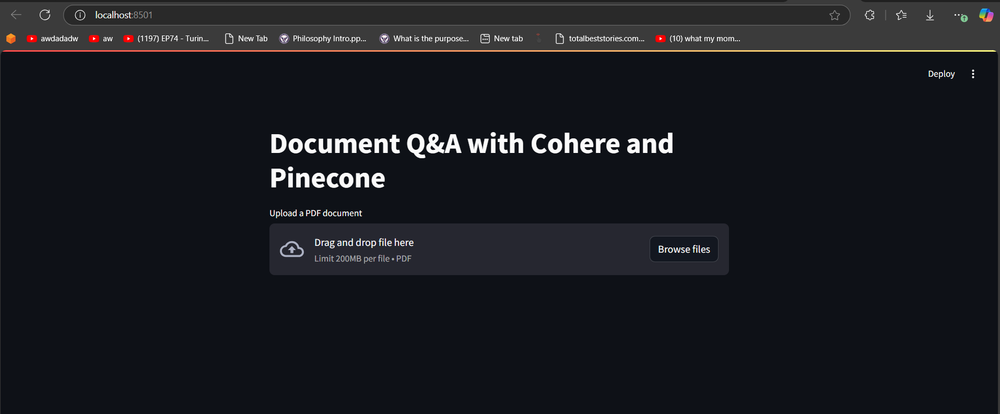 localhost:8501
awdadadw
aw
(1197) EP74 - Turin...
New Tab
Philosophy Intro.pp...
What is the purpose...
New tab
totalbeststories.com...
(10) what my mom...
Deploy
Document Q&A with Cohere and
Pinecone
Upload a PDF document
Drag and drop file here
Limit 200MB per file • PDF
Browse files